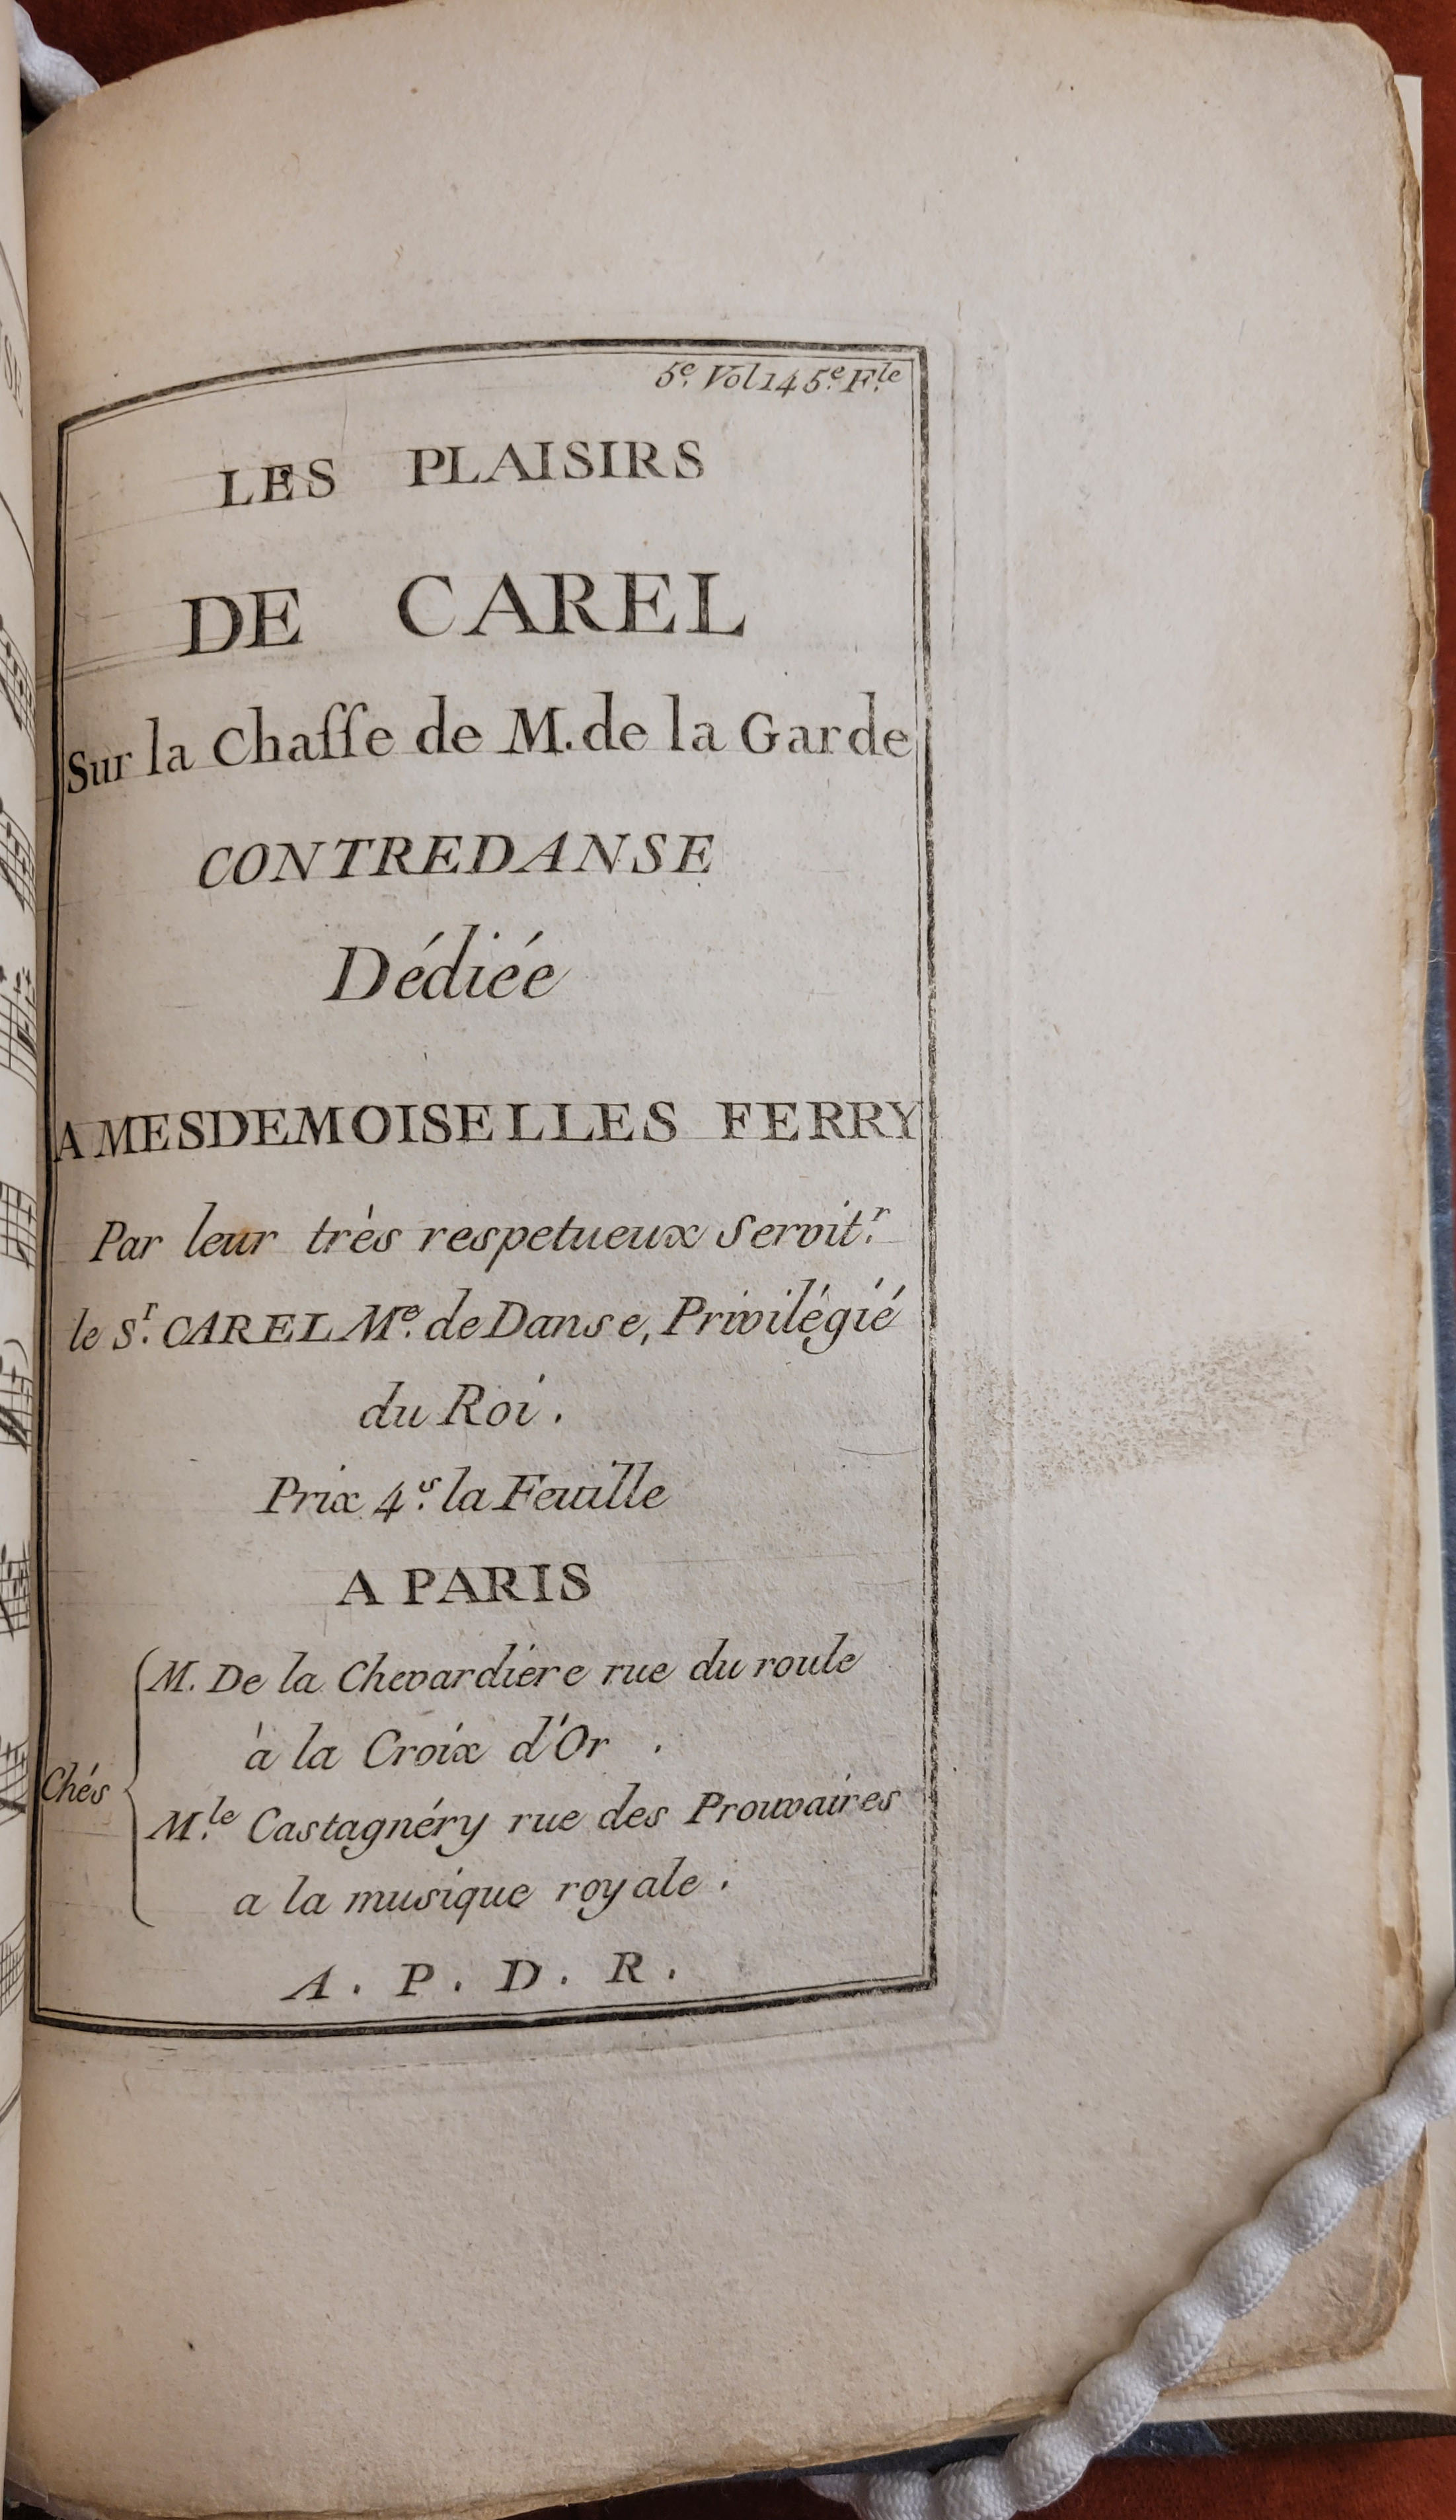 5e. Vol 145e. Fle.
LES PLAISIRS
DE CAREL
Sur la Chasse de M. de la Garde
CONTREDANSE
Dédiée
A MESDEMOISELLES FERRY
Par leur très respetueux Servitr.
le Sr. CAREL Me. de Danse, Privilégié
du Roi.
Prix 4s. la Feuille
A PARIS
Chés
M. De la Chevardiere rue du roule
à la Croix d'Or.
Mle. Castagnéry rue des Prouvaires
a la musique royale.
A. P. D. R.